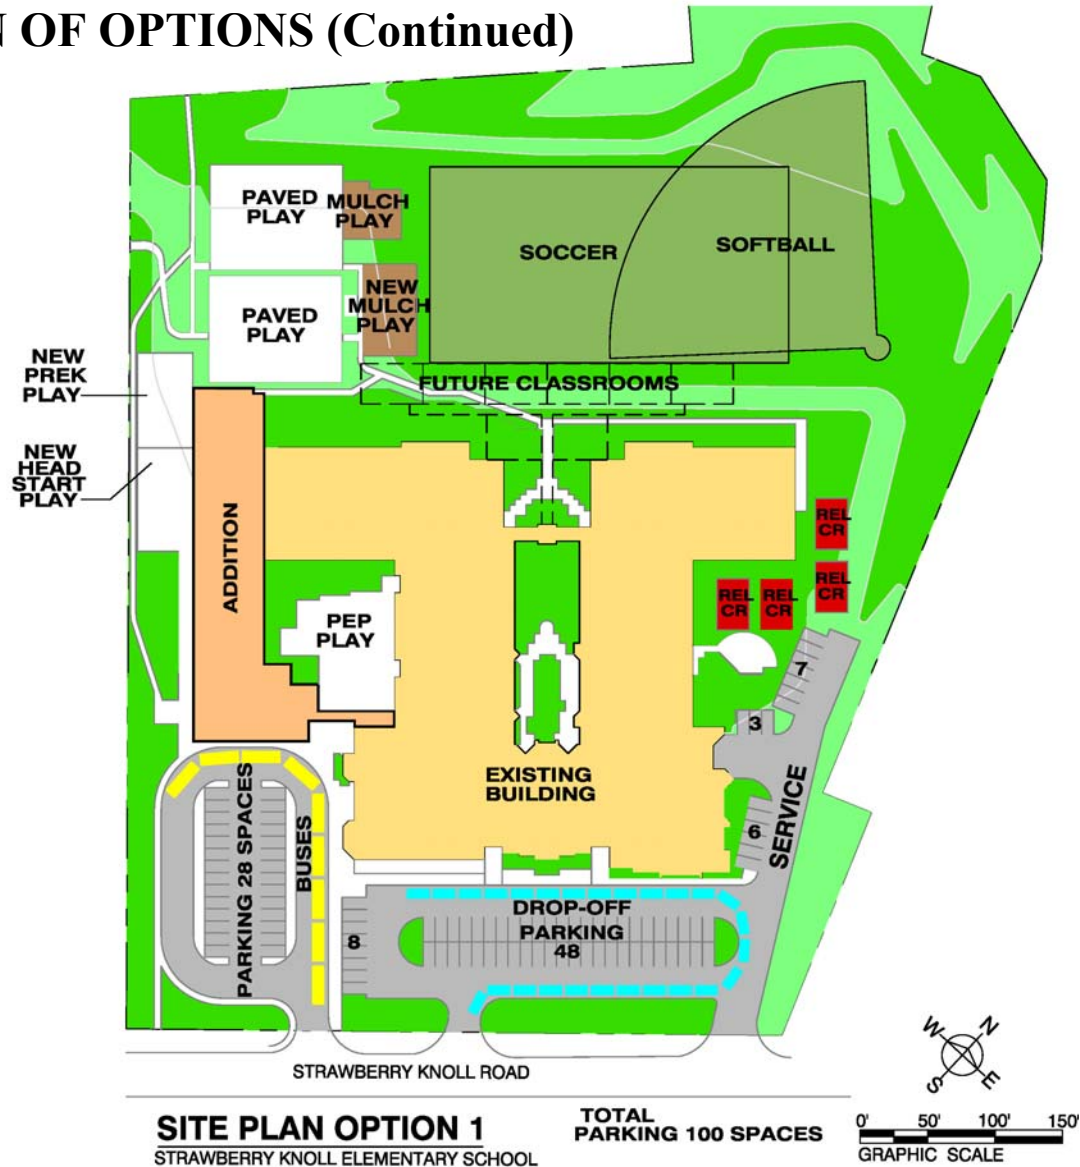 N OF OPTIONS (Continued)
PAVED
PLAY
MULCH
PLAY
SOCCER
SOFTBALL
NEW
MULCH
PLAY
PAVED
PLAY
NEW
PREK
PLAY
FUTURE CLASSROOMS
NEW
HEAD
START
PLAY
ADDITION
REL
CR
REL
CR
REL
CR
REL
CR
PEP
PLAY
7
3
EXISTING
BUILDING
6
SERVICE
PARKING 28 SPACES
BUSES
DROP-OFF
PARKING
48
8
STRAWBERRY KNOLL ROAD
W
N
S
E
SITE PLAN OPTION 1
STRAWBERRY KNOLL ELEMENTARY SCHOOL
TOTAL
PARKING 100 SPACES
0' 50' 100' 150'
GRAPHIC SCALE